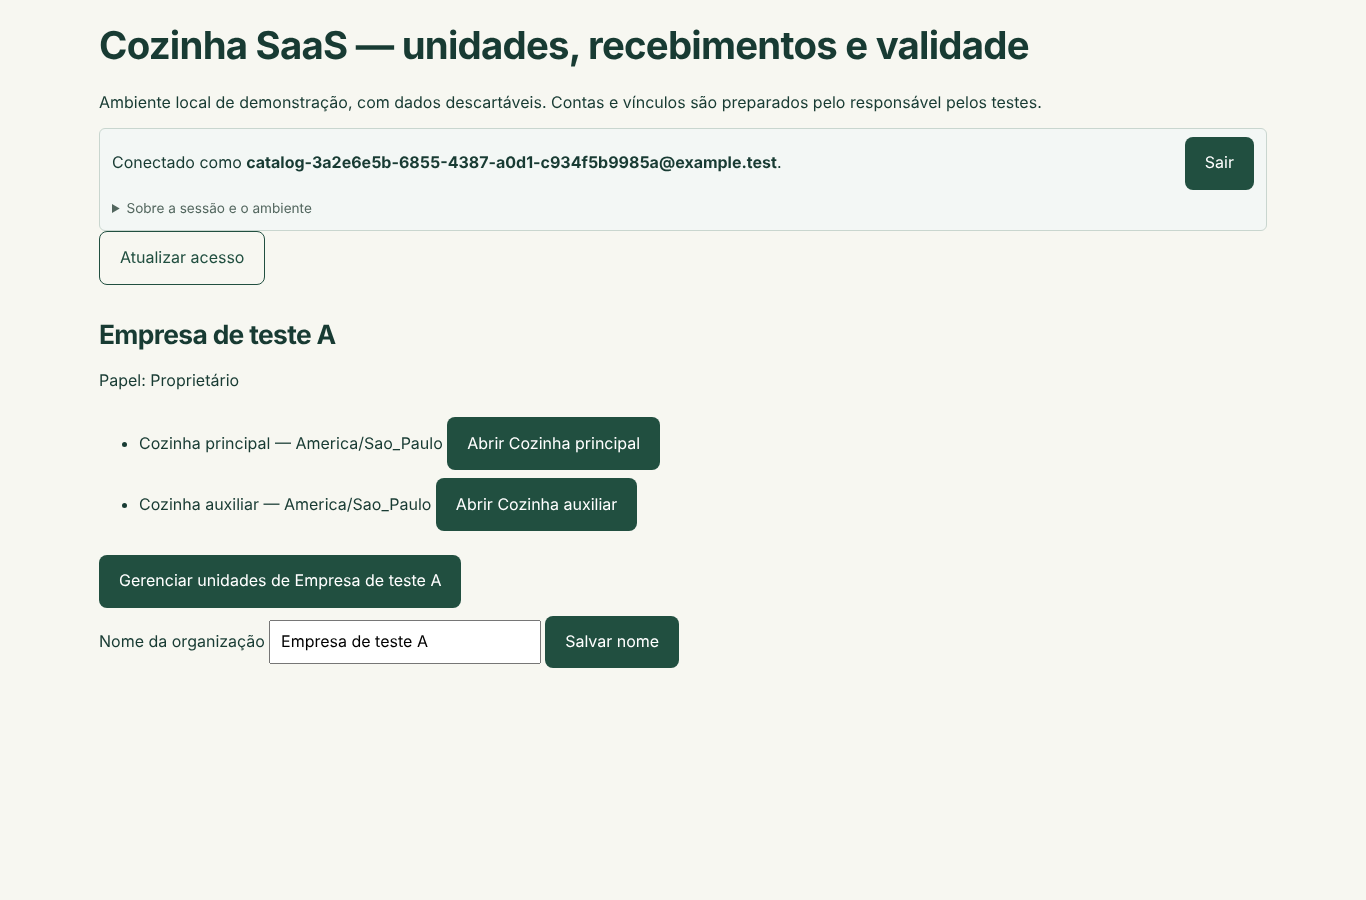 Cozinha SaaS — unidades, recebimentos e validade
Ambiente local de demonstração, com dados descartáveis. Contas e vínculos são preparados pelo responsável pelos testes.
Conectado como catalog-3a2e6e5b-6855-4387-a0d1-c934f5b9985a@example.test.
Sair
Sobre a sessão e o ambiente
Atualizar acesso
Empresa de teste A
Papel: Proprietário
Cozinha principal — America/Sao_Paulo Abrir Cozinha principal
Cozinha auxiliar — America/Sao_Paulo Abrir Cozinha auxiliar
Gerenciar unidades de Empresa de teste A
Nome da organização Empresa de teste A Salvar nome